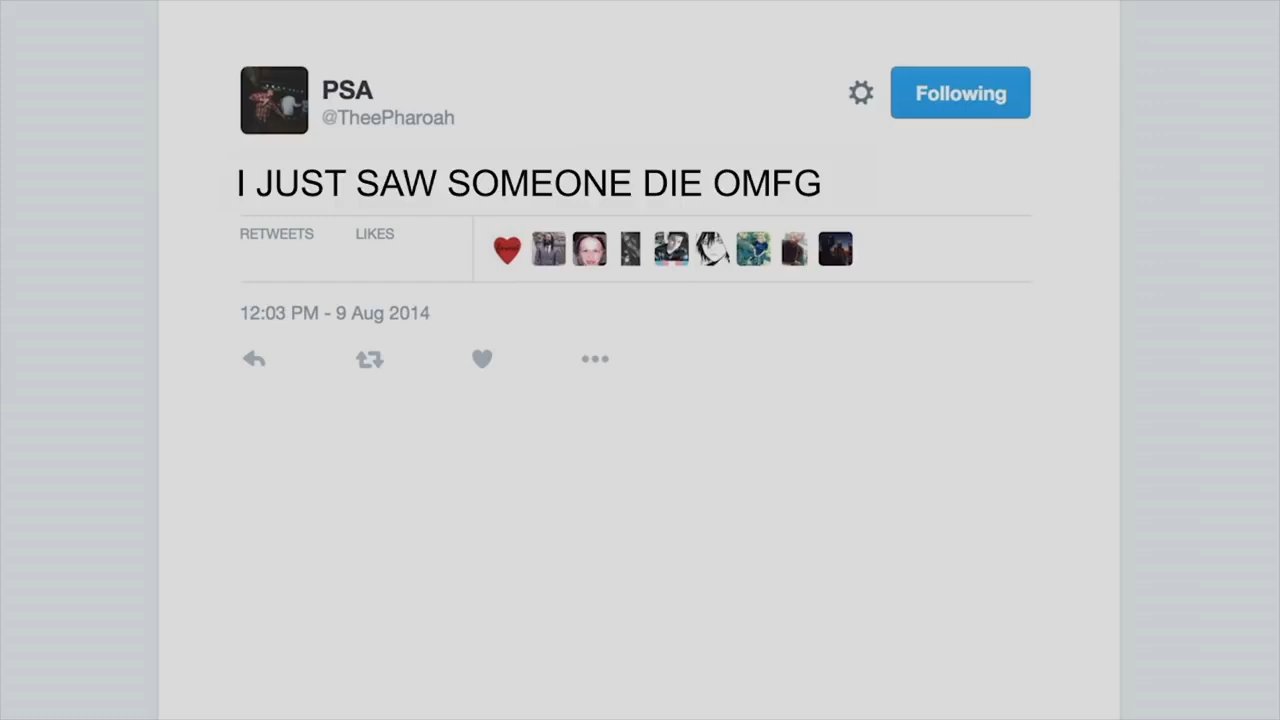 PSA
@TheePharoah
Following
I JUST SAW SOMEONE DIE OMFG
RETWEETS LIKES
12:03 PM - 9 Aug 2014